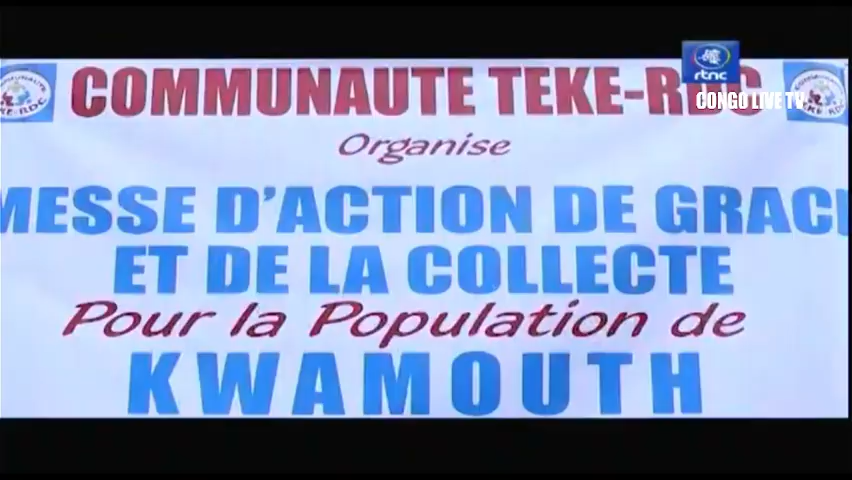 rtnc
CONGO LIVE TV
COMMUNAUTE TEKE-RDC
Organise
MESSE D'ACTION DE GRACE
ET DE LA COLLECTE
Pour la Population de
KWAMOUTH